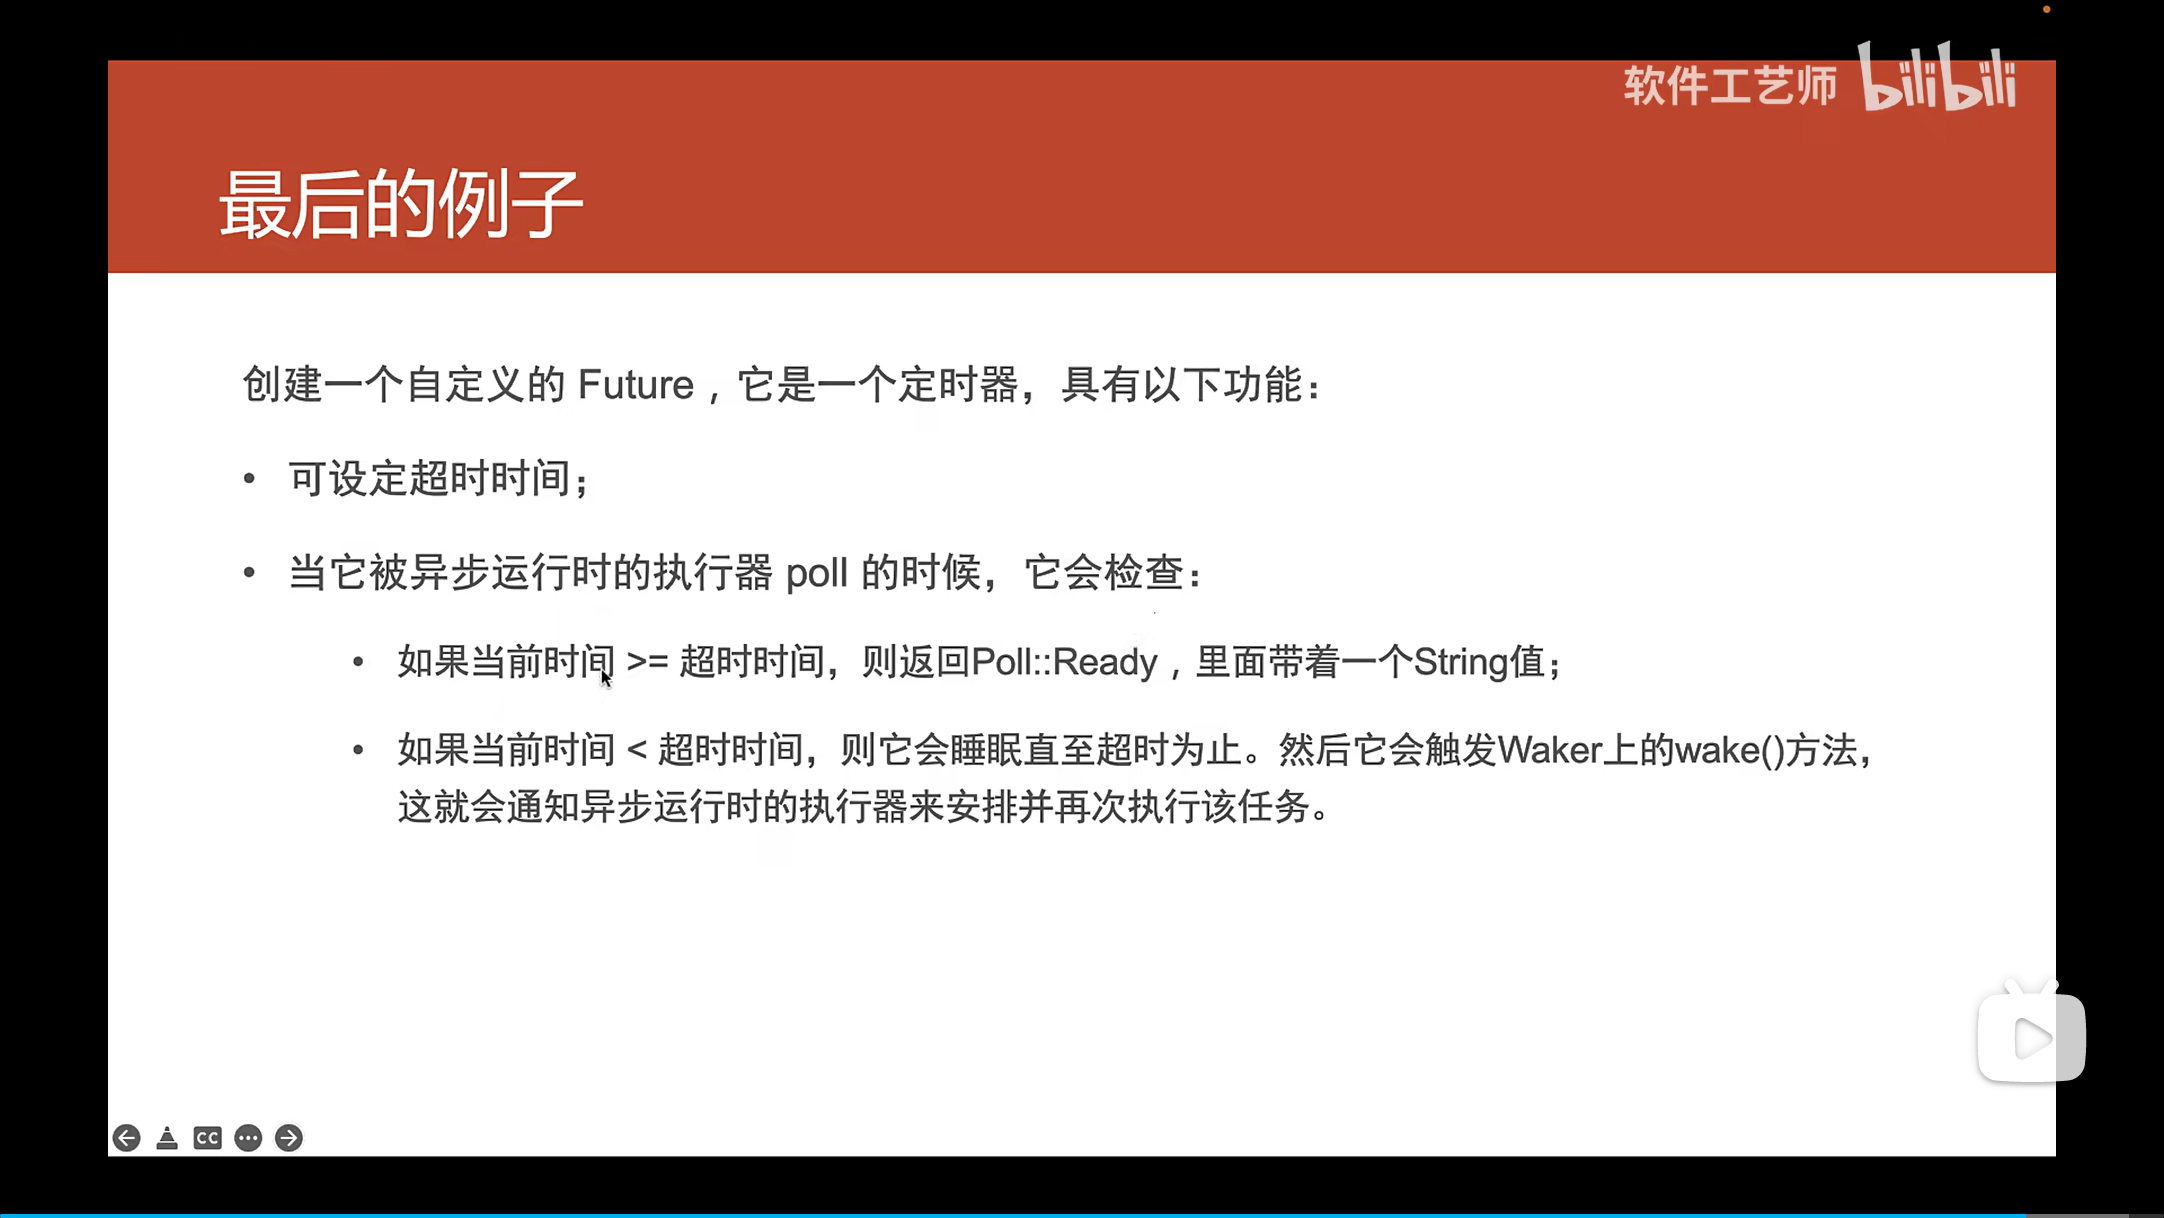 软件工艺师 bilibili
最后的例子
创建一个自定义的 Future，它是一个定时器，具有以下功能：
• 可设定超时时间；
• 当它被异步运行时的执行器 poll 的时候，它会检查：
• 如果当前时间 >= 超时时间，则返回Poll::Ready，里面带着一个String值；
• 如果当前时间 < 超时时间，则它会睡眠直至超时为止。然后它会触发Waker上的wake()方法，
这就会通知异步运行时的执行器来安排并再次执行该任务。
CC